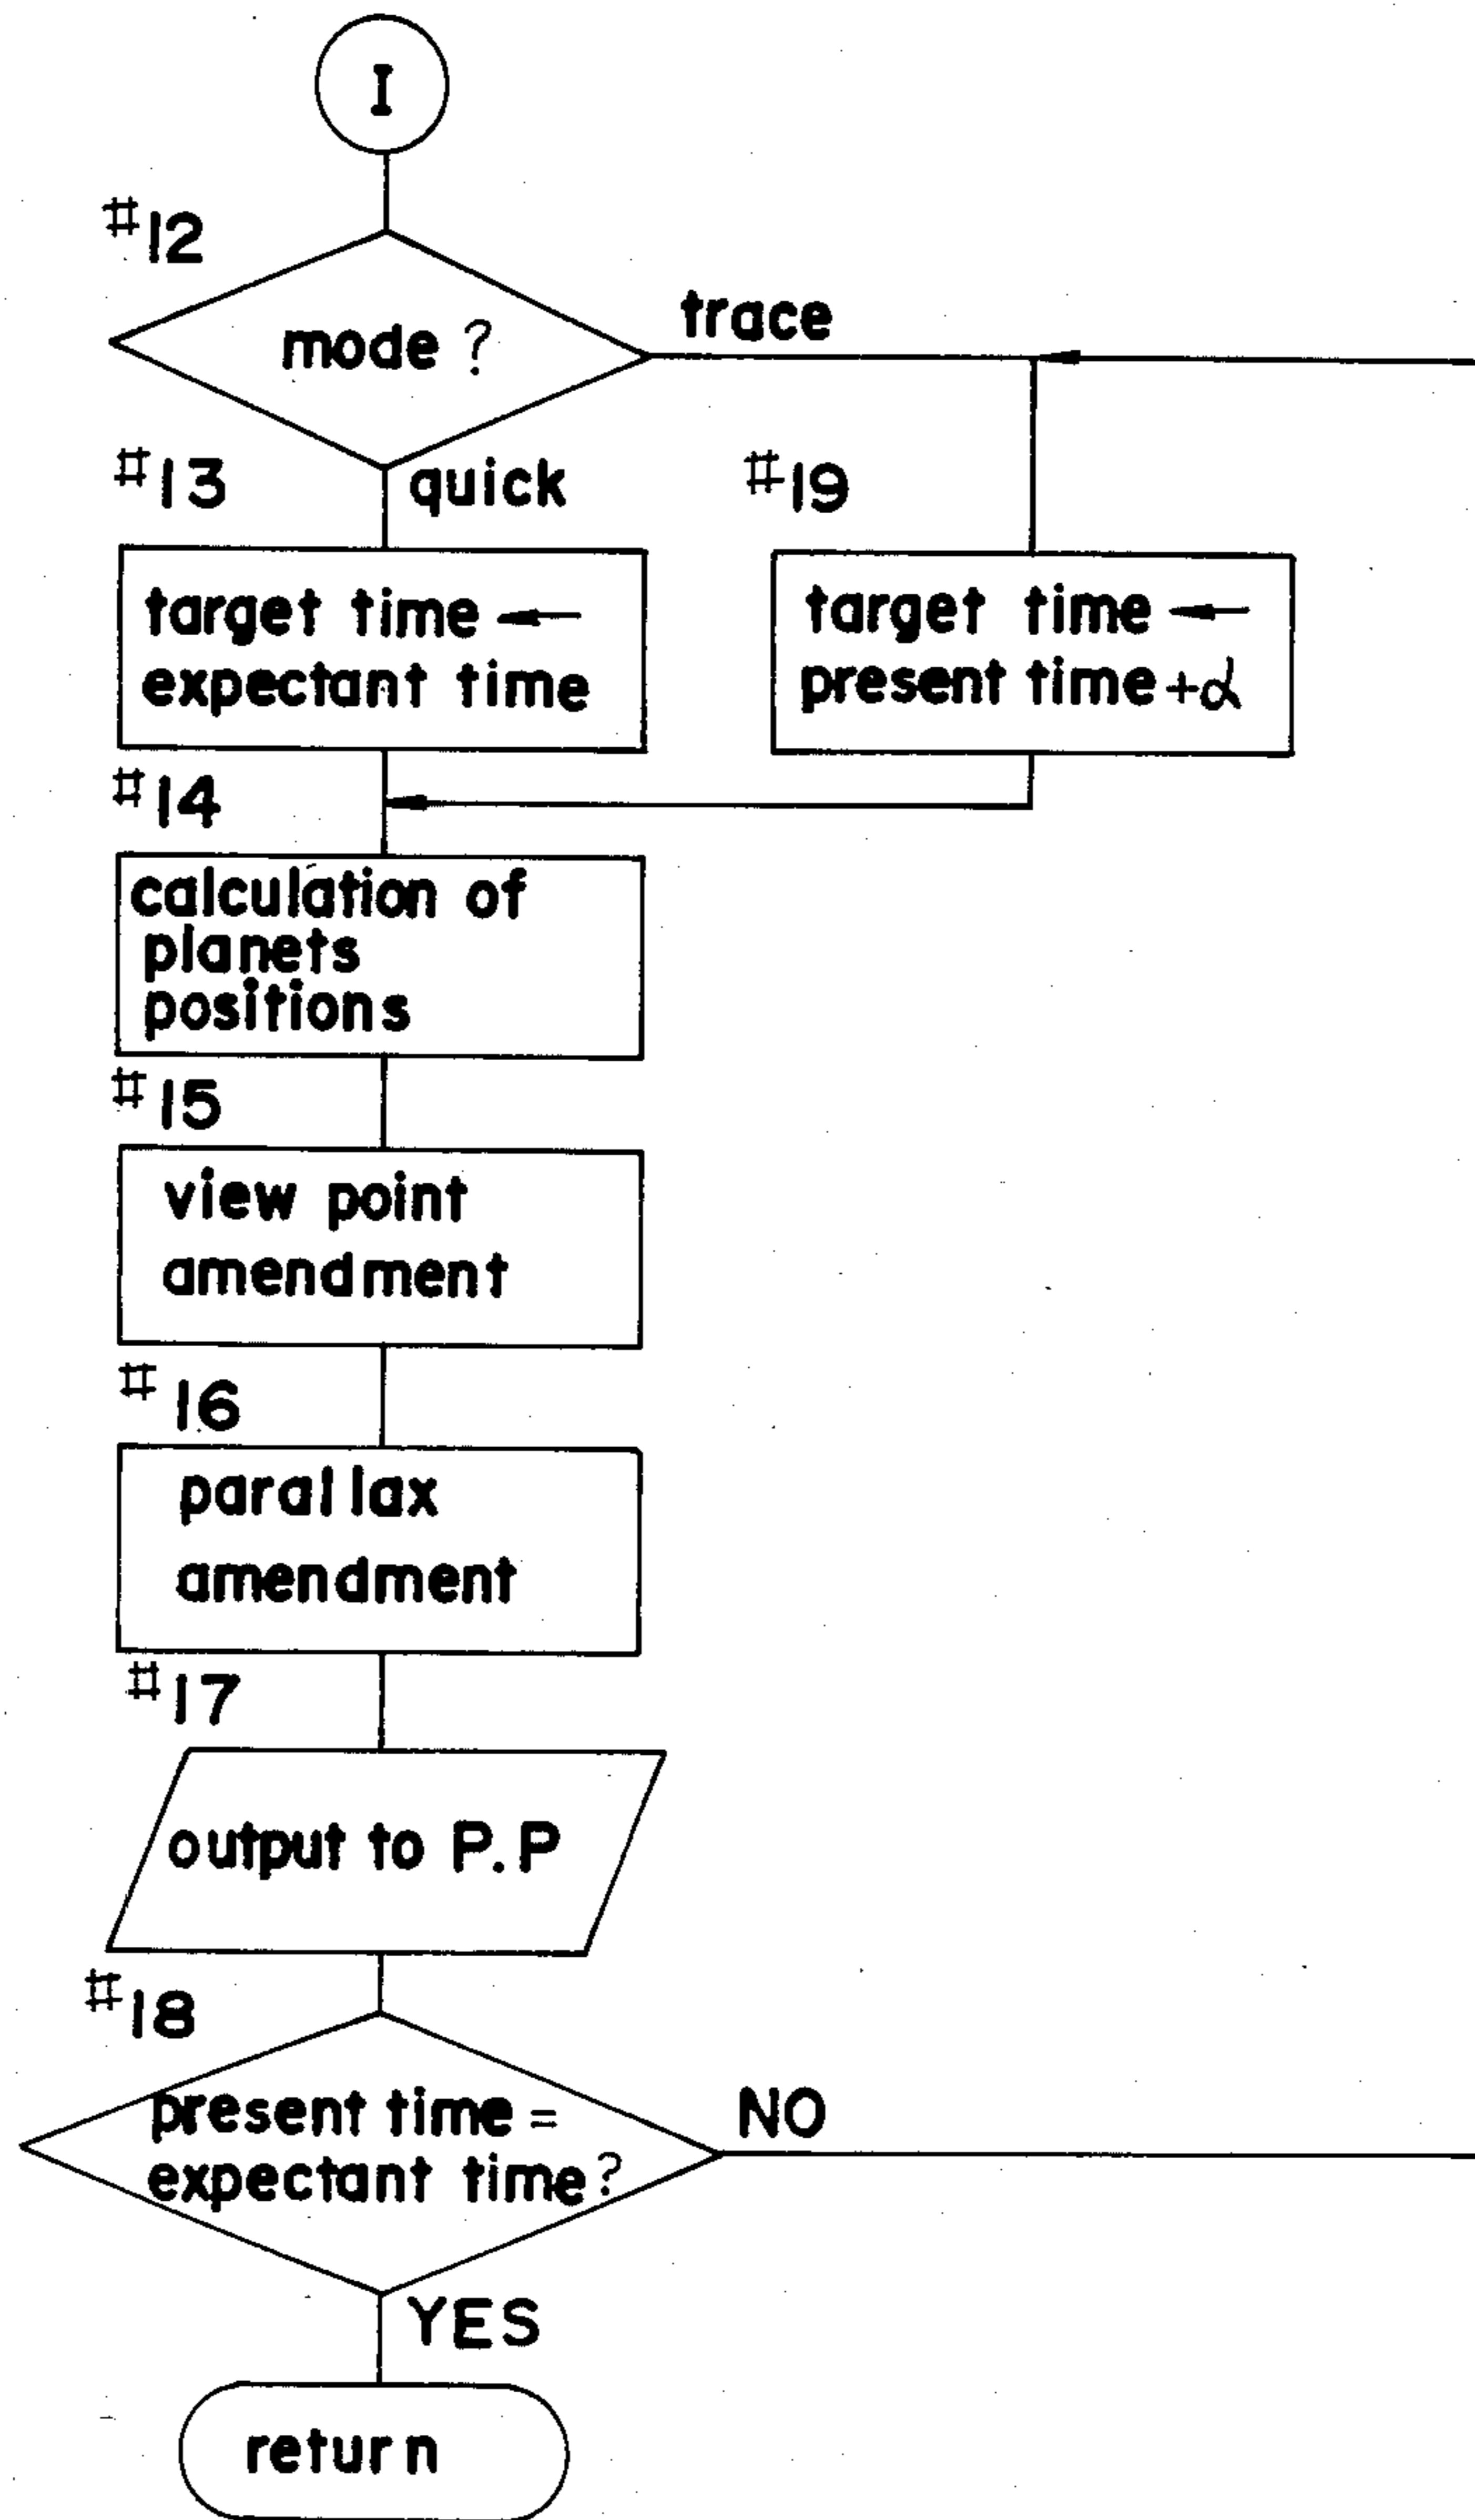 I
#12
mode ?
trace
#13
quick
#19
target time ←
expectant time
target time ←
present time +α
#14
calculation of
planets
positions
#15
view point
amendment
#16
parallax
amendment
#17
output to P.P
#18
present time =
expectant time ?
NO
YES
return